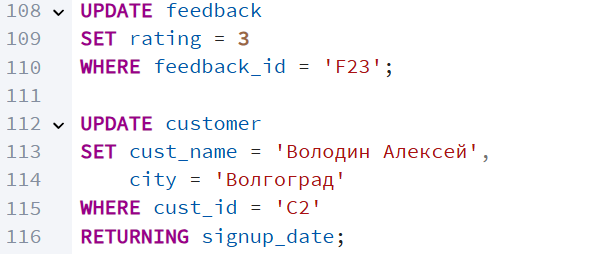 108 UPDATE feedback
109 SET rating = 3
110 WHERE feedback_id = 'F23';
111
112 UPDATE customer
113 SET cust_name = 'Володин Алексей',
114 city = 'Волгоград'
115 WHERE cust_id = 'C2'
116 RETURNING signup_date;